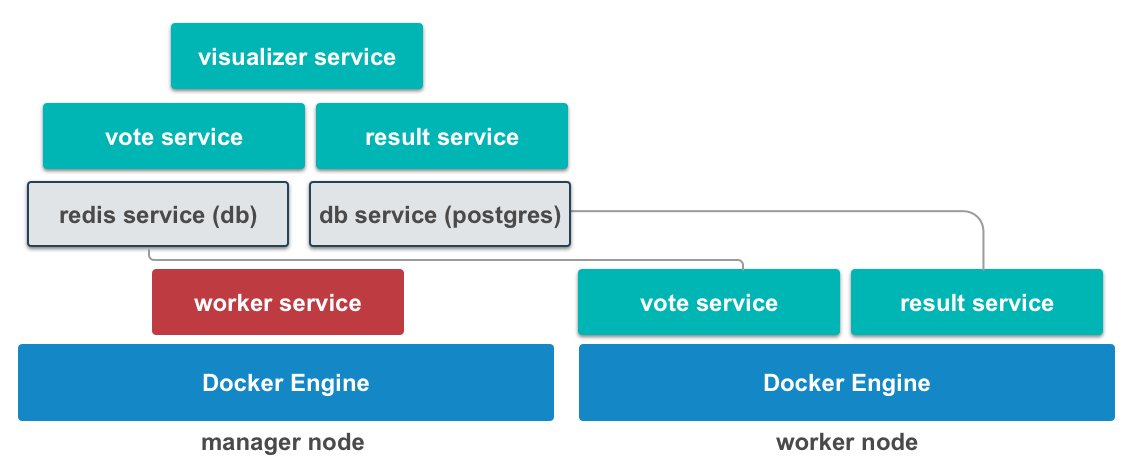 visualizer service
vote service
result service
redis service (db)
db service (postgres)
worker service
vote service
result service
Docker Engine
Docker Engine
manager node
worker node